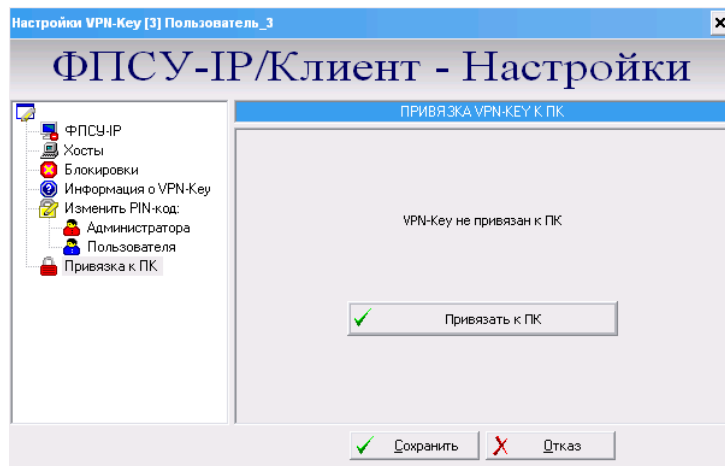 Настройки VPN-Key [3] Пользователь_3
ФПСУ-IP/Клиент - Настройки
ФПСУ-IP
Хосты
Блокировки
Информация о VPN-Key
Изменить PIN-код:
Администратора
Пользователя
Привязка к ПК
ПРИВЯЗКА VPN-KEY К ПК
VPN-Key не привязан к ПК
Привязать к ПК
Сохранить
Отказ